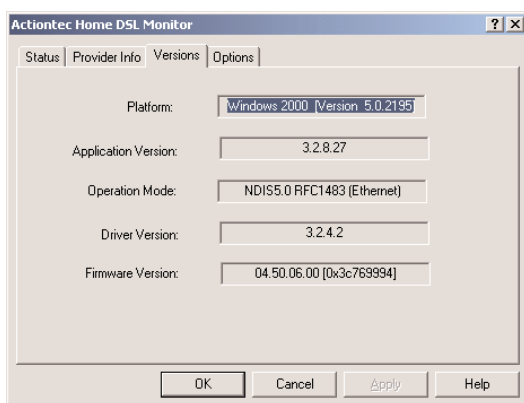 Actiontec Home DSL Monitor
Status Provider Info Versions Options
Platform: Windows 2000 [Version 5.0.2195]
Application Version: 3.2.8.27
Operation Mode: NDIS5.0 RFC1483 (Ethernet)
Driver Version: 3.2.4.2
Firmware Version: 04.50.06.00 [0x3c769994]
OK Cancel Apply Help